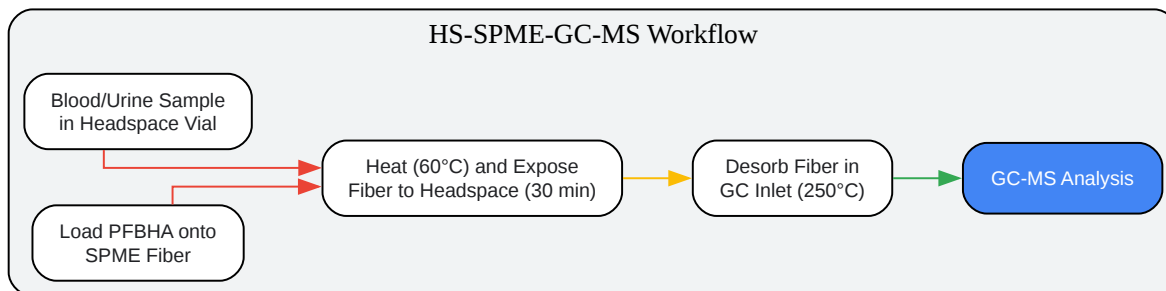 HS-SPME-GC-MS Workflow
Blood/Urine Sample
in Headspace Vial
Load PFBHA onto
SPME Fiber
Heat (60°C) and Expose
Fiber to Headspace (30 min)
Desorb Fiber in
GC Inlet (250°C)
GC-MS Analysis